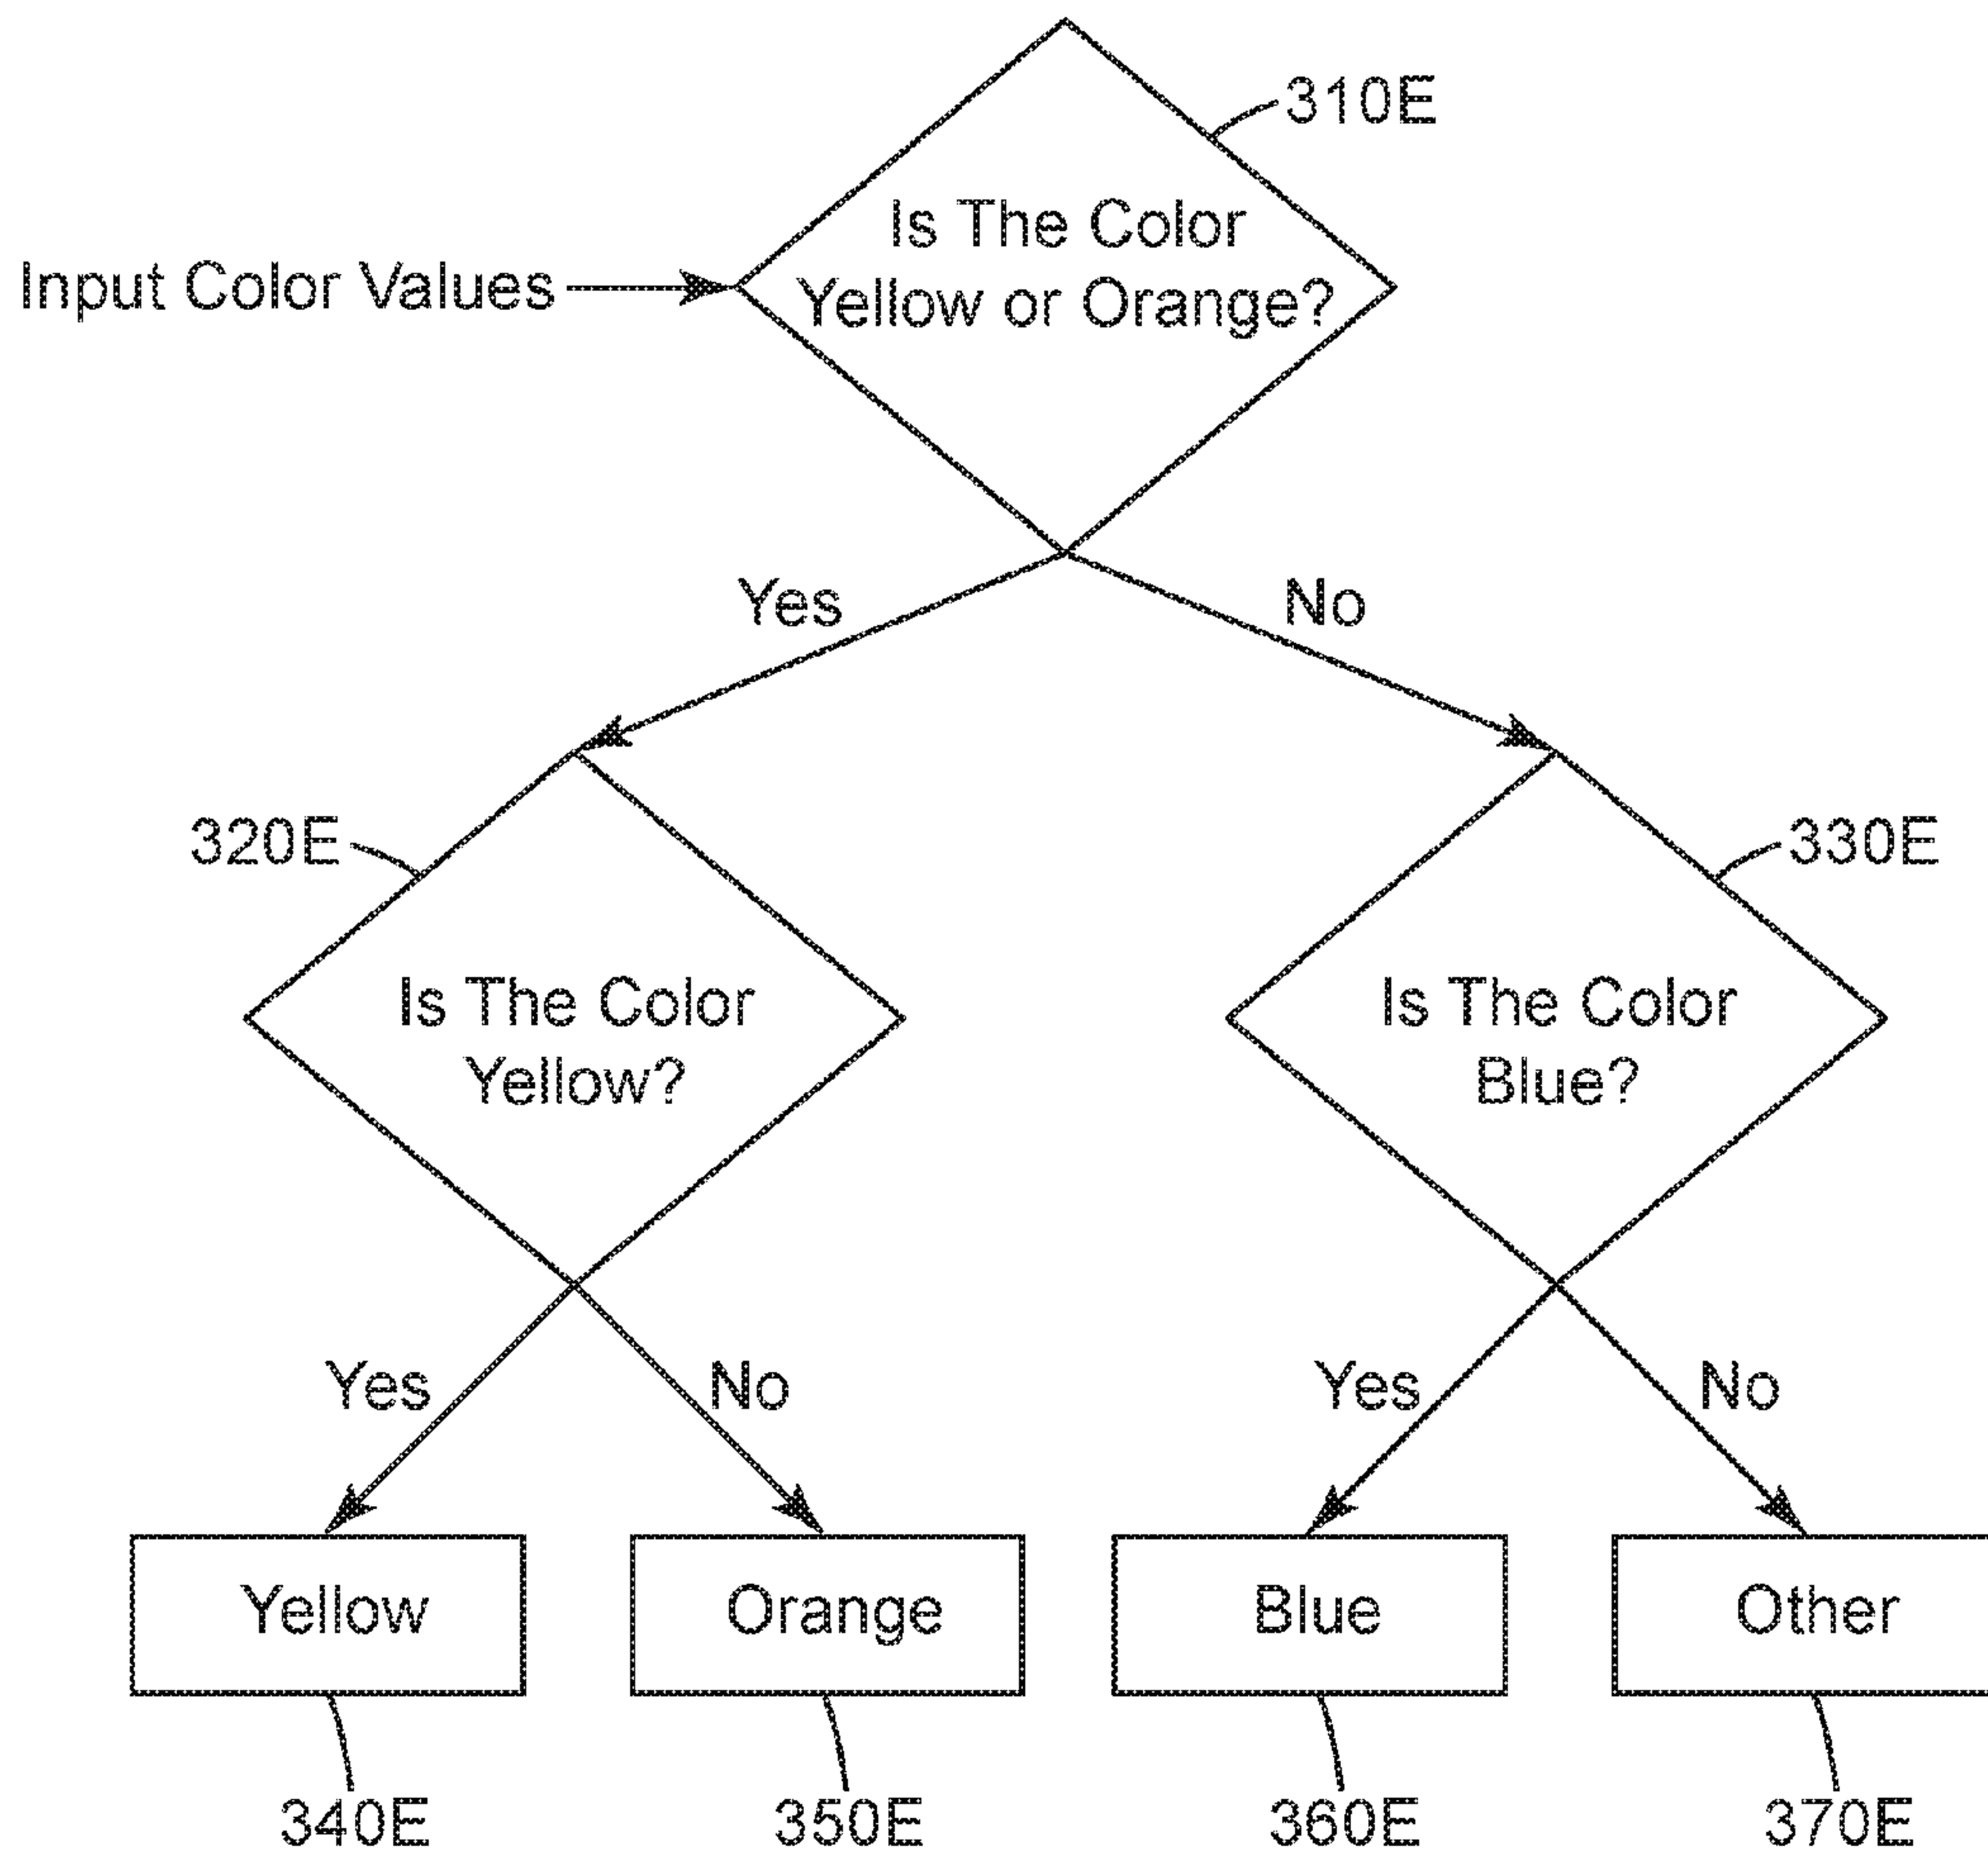 310E
Is The Color
Yellow or Orange?
Input Color Values
Yes
No
320E
330E
Is The Color
Yellow?
Is The Color
Blue?
Yes
No
Yes
No
Yellow
Orange
Blue
Other
340E
350E
360E
370E